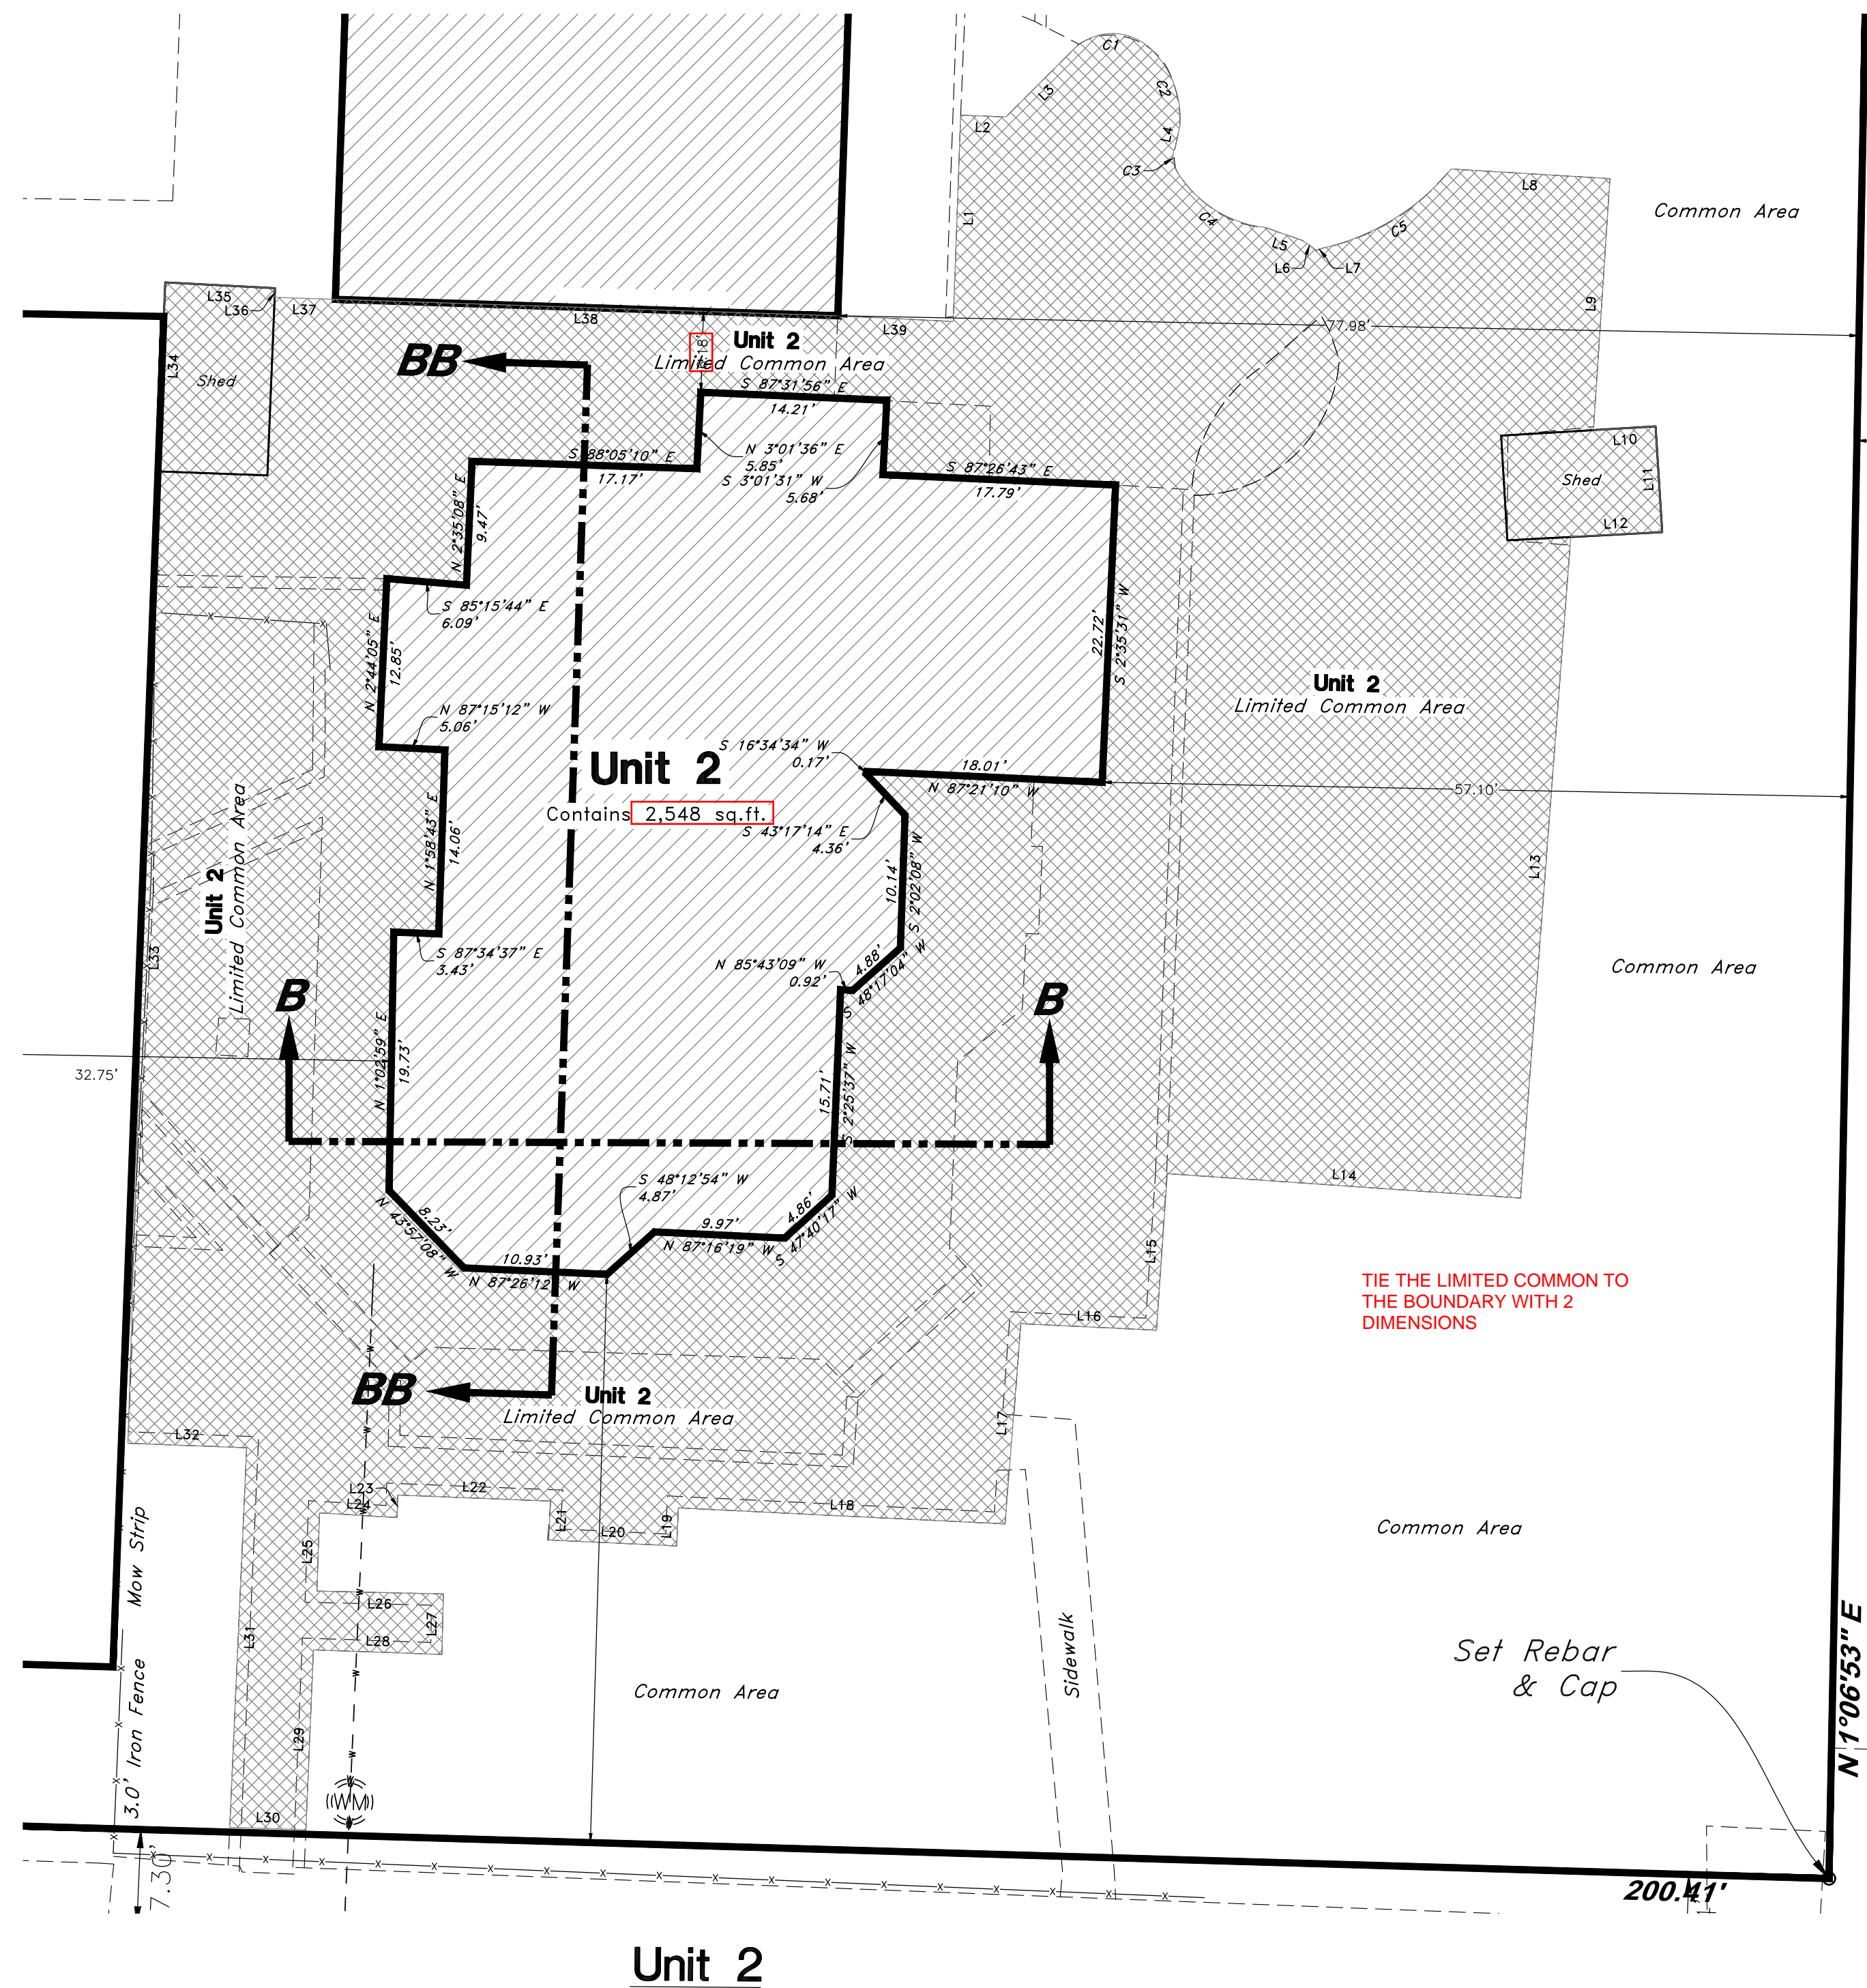 C1
C2
L3
L2
L4
C3
L1
C4
L5
L6
L7
C5
L8
Common Area
L9
L35
L36
L37
L38
L39
77.98'
Unit 2
Limited Common Area
BB
L34
Shed
S 87°31'56" E
14.21'
N 3°01'36" E
5.85'
S 3°01'31" W
5.68'
S 88°05'10" E
17.17'
S 87°26'43" E
17.79'
L10
L11
Shed
L12
N 2°35'08" E
9.47'
S 85°15'44" E
6.09'
N 2°44'05" E
12.85'
22.72'
S 2°35'31" W
Unit 2
Limited Common Area
N 87°15'12" W
5.06'
S 16°34'34" W
0.17'
18.01'
N 87°21'10" W
57.10'
Unit 2
Contains 2,548 sq.ft.
S 43°17'14" E
4.36'
N 1°58'43" E
14.06'
10.14'
S 2°02'08" W
L13
Unit 2
Limited Common Area
L33
S 87°34'37" E
3.43'
N 85°43'09" W
0.92'
4.88'
S 48°17'04" W
Common Area
B
B
32.75'
N 1°02'59" E
19.73'
15.71'
S 2°25'37" W
S 48°12'54" W
4.87'
8.23'
N 43°57'08" W
9.97'
N 87°16'19" W
4.86'
S 47°40'17" W
10.93'
N 87°26'12" W
L14
L15
L16
TIE THE LIMITED COMMON TO
THE BOUNDARY WITH 2
DIMENSIONS
BB
Unit 2
Limited Common Area
L17
L32
L23
L24
L22
L21
L20
L19
L18
Common Area
L25
L26
L27
L28
L31
L29
L30
Mow Strip
3.0' Iron Fence
Common Area
Sidewalk
Set Rebar
& Cap
N 1°06'53" E
((WM))
7.30'
200.41'
X
W
Unit 2